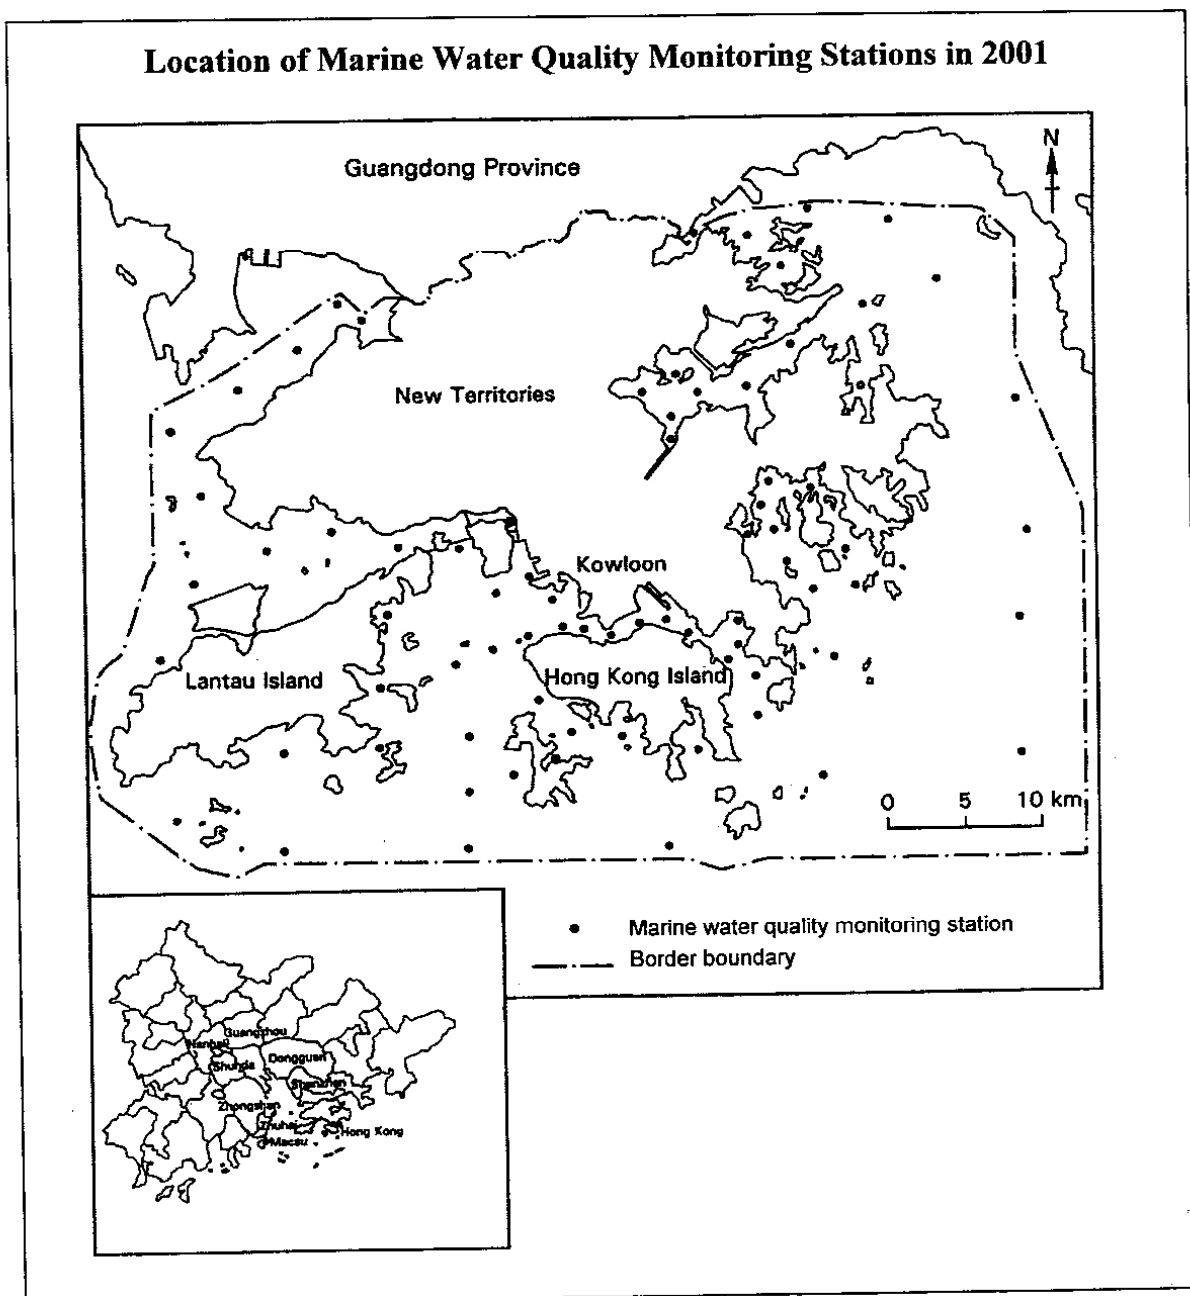 Location of Marine Water Quality Monitoring Stations in 2001
N
Guangdong Province
New Territories
Kowloon
Lantau Island
Hong Kong Island
0 5 10 km
Marine water quality monitoring station
Border boundary
Guangzhou
Nanhai
Shunde
Dongguan
Shenzhen
Zhongshan
Zhuhai
Hong Kong
Macau